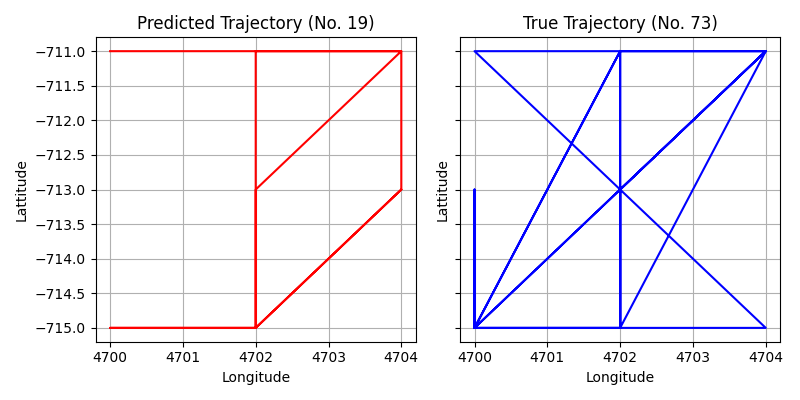 Predicted Trajectory (No. 19)
Lattitude
−711.0
−711.5
−712.0
−712.5
−713.0
−713.5
−714.0
−714.5
−715.0
4700 4701 4702 4703 4704
Longitude
True Trajectory (No. 73)
Lattitude
4700 4701 4702 4703 4704
Longitude